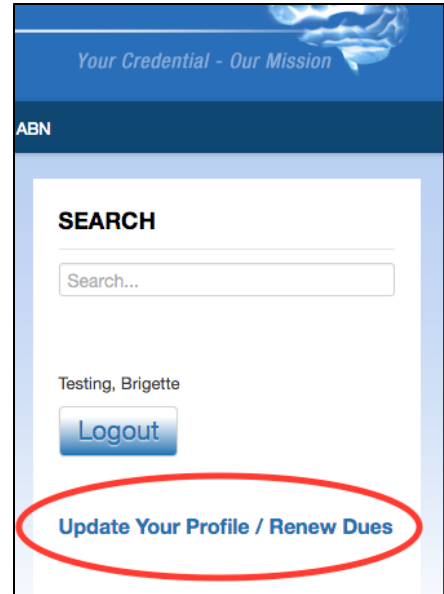 Your Credential - Our Mission
ABN
SEARCH
Search...
Testing, Brigette
Logout
Update Your Profile / Renew Dues